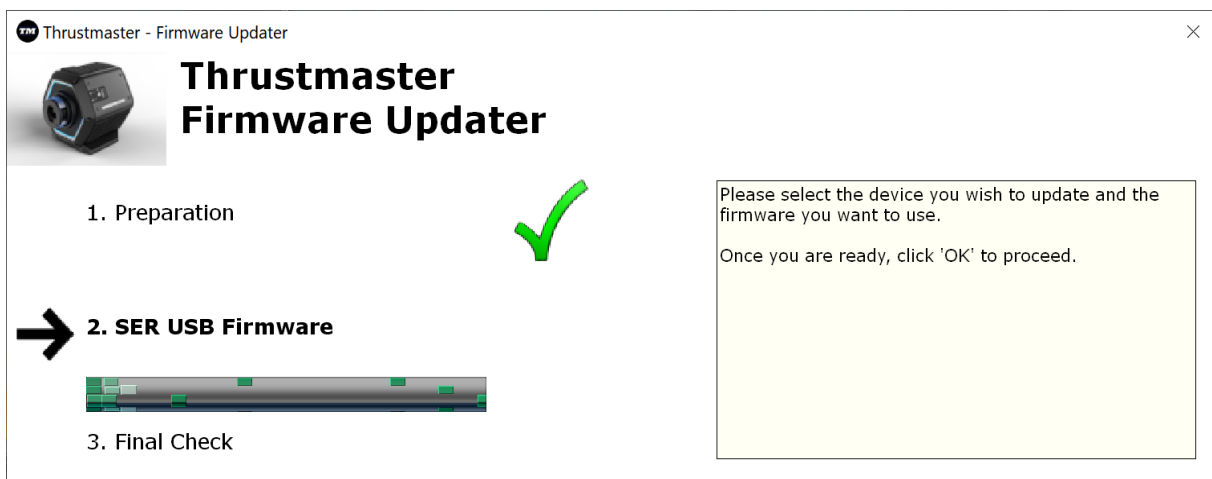 Thrustmaster - Firmware Updater
Thrustmaster
Firmware Updater
1. Preparation
Please select the device you wish to update and the
firmware you want to use.
Once you are ready, click 'OK' to proceed.
2. SER USB Firmware
3. Final Check